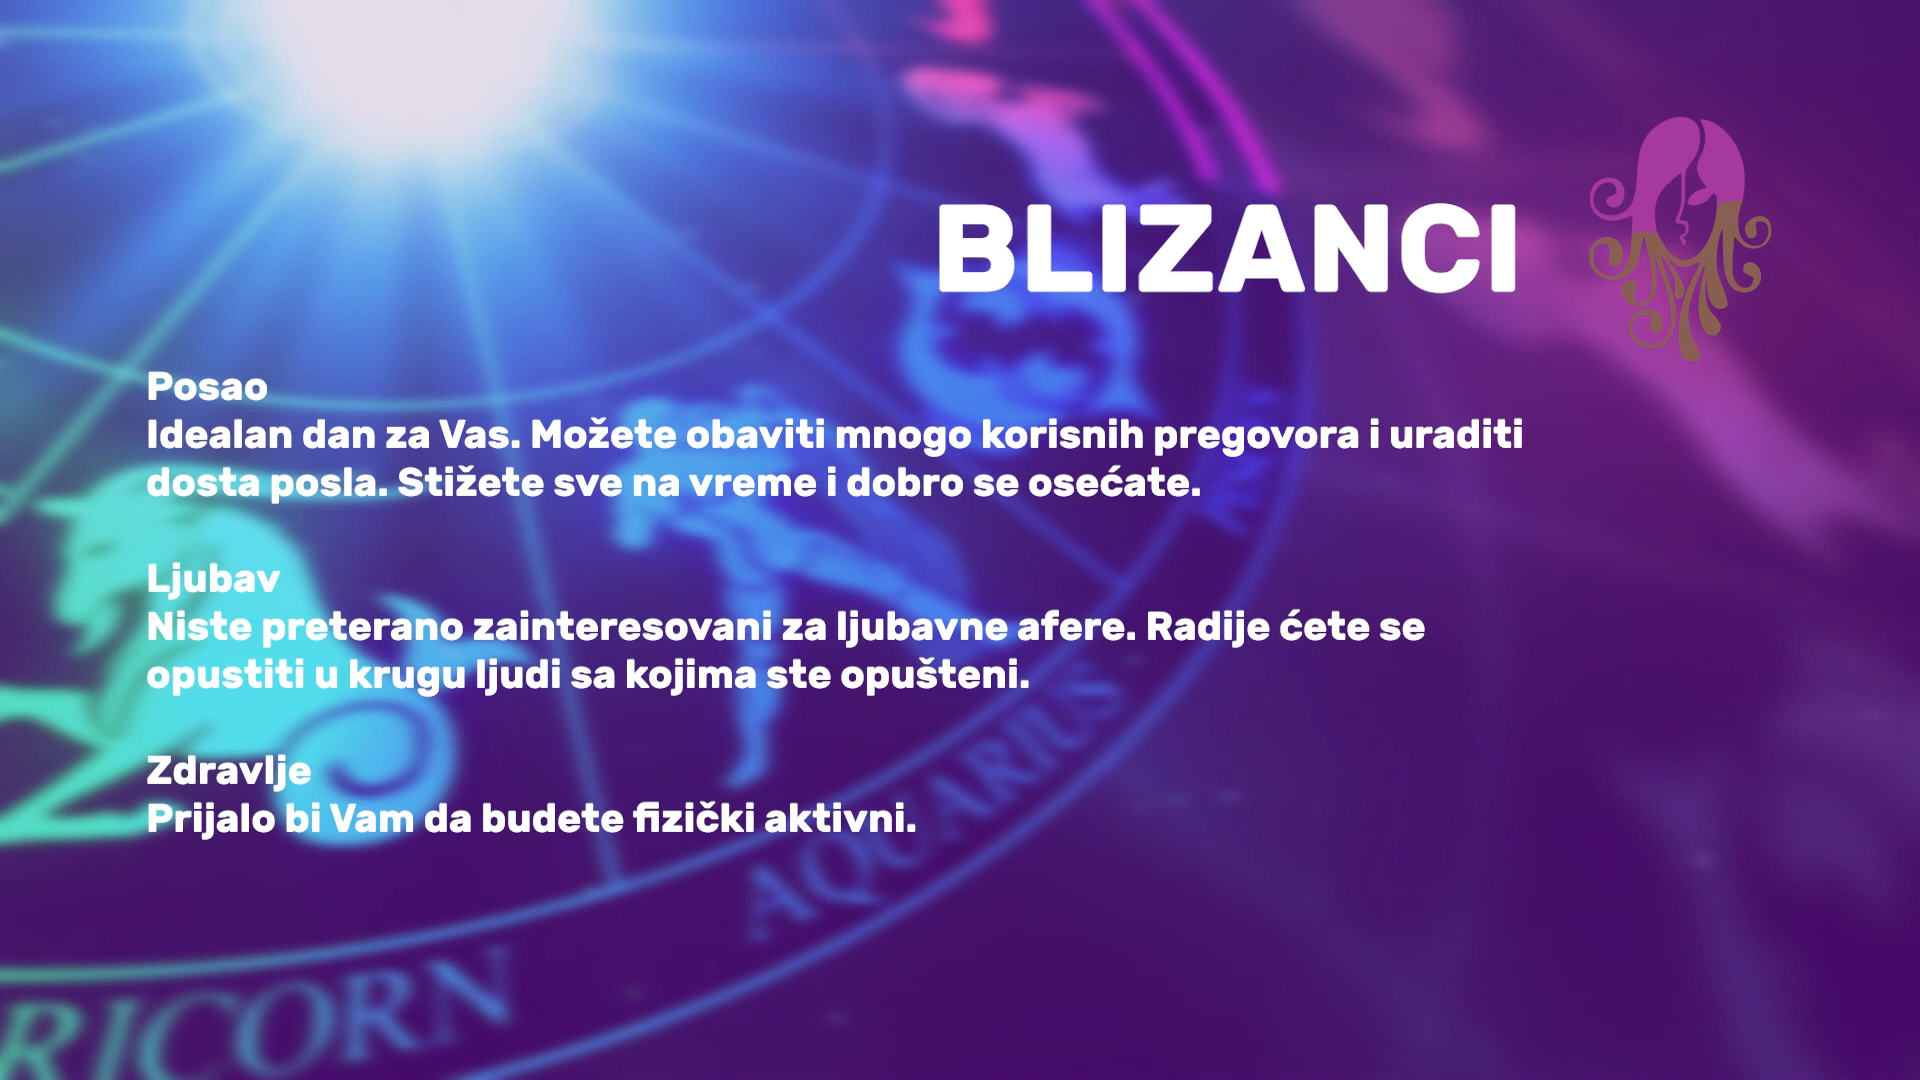 BLIZANCI
Posao
Idealan dan za Vas. Možete obaviti mnogo korisnih pregovora i uraditi
dosta posla. Stižete sve na vreme i dobro se osećate.
Ljubav
Niste preterano zainteresovani za ljubavne afere. Radije ćete se
opustiti u krugu ljudi sa kojima ste opušteni.
Zdravlje
Prijalo bi Vam da budete fizički aktivni.
AQUARIUS
RICORN